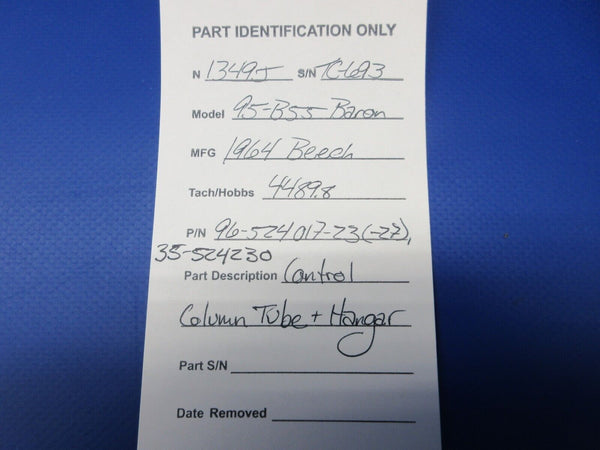 PART IDENTIFICATION ONLY
N 1349J S/N TC-693
Model 95-B55 Baron
MFG 1964 Beech
Tach/Hobbs 4489.8
P/N 96-524017-23(-27),
35-524230
Part Description Control
Column Tube + Hangar
Part S/N
Date Removed